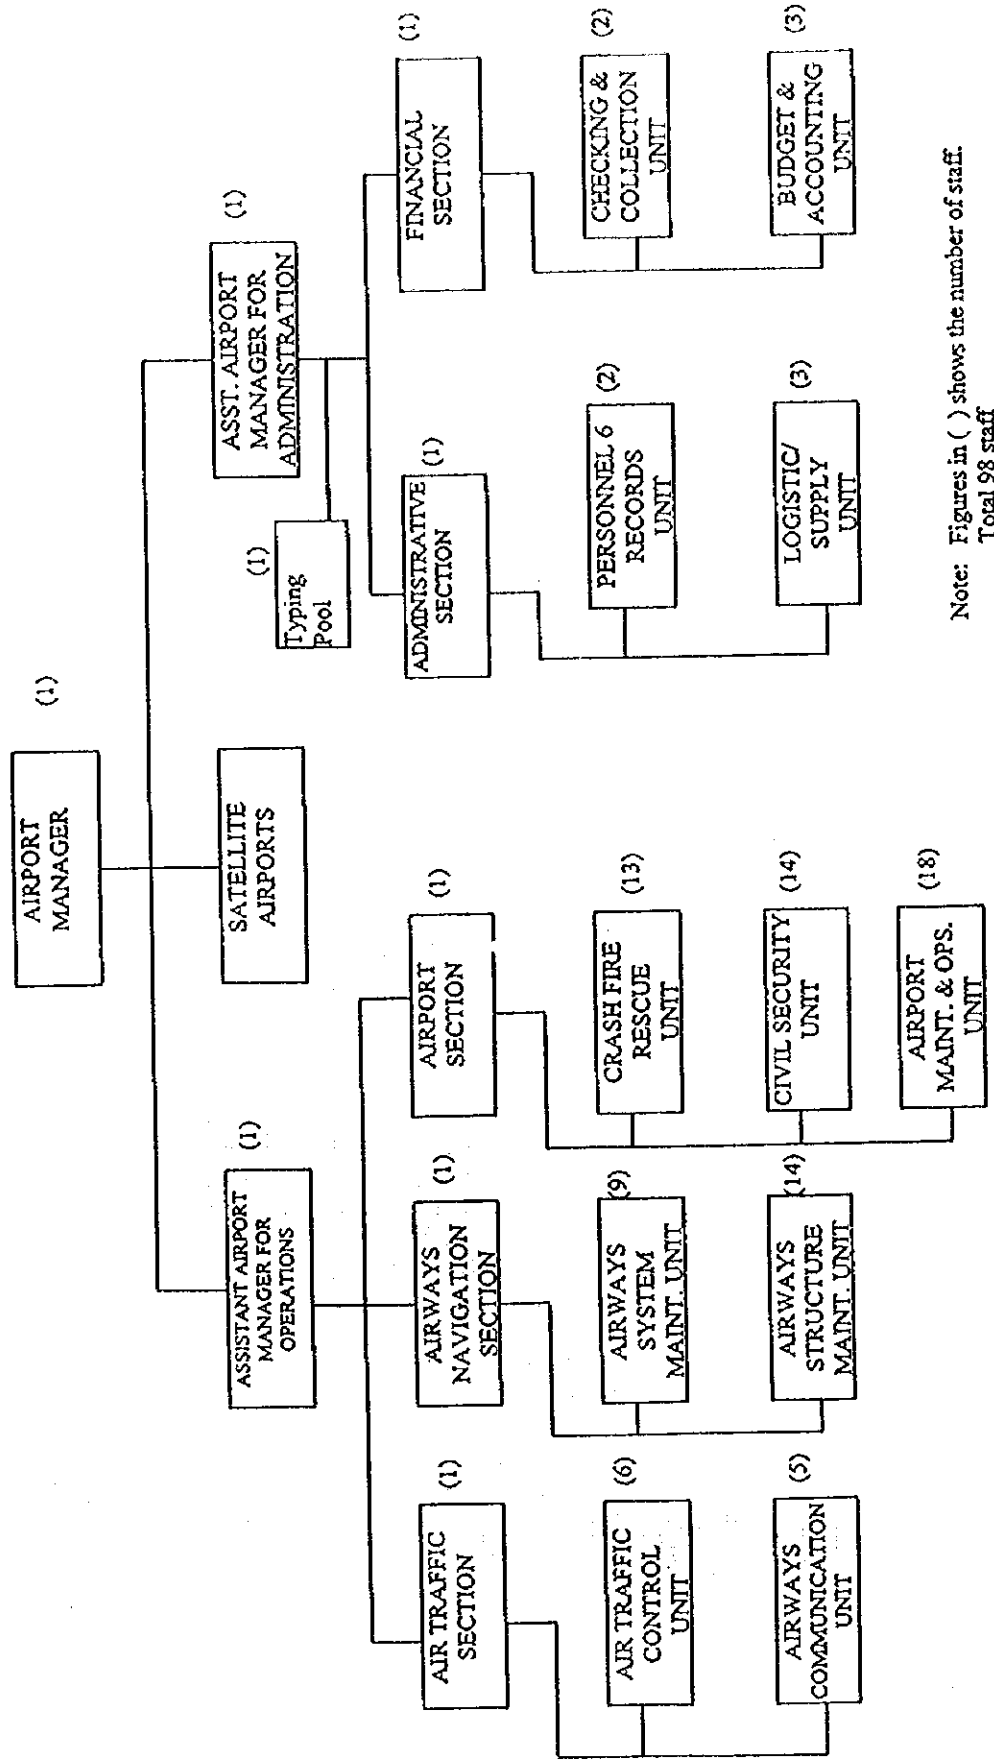 AIRPORT
MANAGER
(1)
ASSISTANT AIRPORT
MANAGER FOR
OPERATIONS
(1)
SATELLITE
AIRPORTS
ASST. AIRPORT
MANAGER FOR
ADMINISTRATION
(1)
Typing
Pool
(1)
AIR TRAFFIC
SECTION
(1)
AIRWAYS
NAVIGATION
SECTION
(1)
AIRPORT
SECTION
(1)
ADMINISTRATIVE
SECTION
(1)
FINANCIAL
SECTION
(1)
AIR TRAFFIC
CONTROL
UNIT
(6)
AIRWAYS
SYSTEM
MAINT. UNIT
(9)
CRASH FIRE
RESCUE
UNIT
(13)
PERSONNEL 6
RECORDS
UNIT
(2)
CHECKING &
COLLECTION
UNIT
(2)
AIRWAYS
COMMUNICATION
UNIT
(5)
AIRWAYS
STRUCTURE
MAINT. UNIT
(14)
CIVIL SECURITY
UNIT
(14)
LOGISTIC/
SUPPLY
UNIT
(3)
BUDGET &
ACCOUNTING
UNIT
(3)
AIRPORT
MAINT. & OPS.
UNIT
(18)
Note: Figures in ( ) shows the number of staff.
Total 98 staff